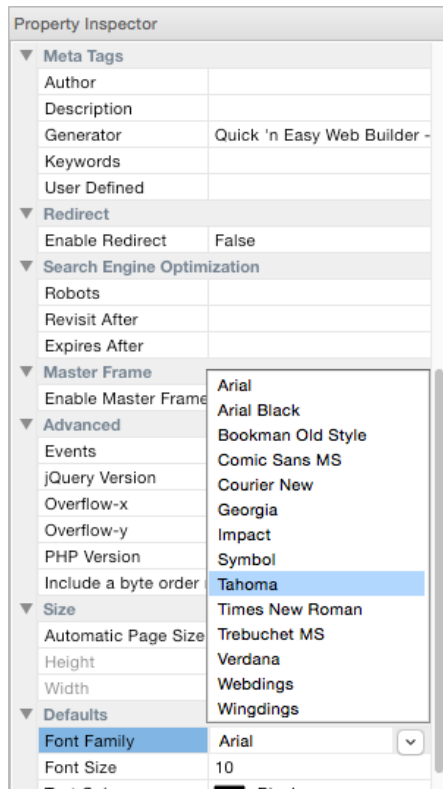 Property Inspector
Meta Tags
Author
Description
Generator Quick 'n Easy Web Builder -
Keywords
User Defined
Redirect
Enable Redirect False
Search Engine Optimization
Robots
Revisit After
Expires After
Master Frame
Enable Master Frame
Advanced
Events
jQuery Version
Overflow-x
Overflow-y
PHP Version
Include a byte order
Size
Automatic Page Size
Height
Width
Arial
Arial Black
Bookman Old Style
Comic Sans MS
Courier New
Georgia
Impact
Symbol
Tahoma
Times New Roman
Trebuchet MS
Verdana
Webdings
Wingdings
Defaults
Font Family Arial
Font Size 10